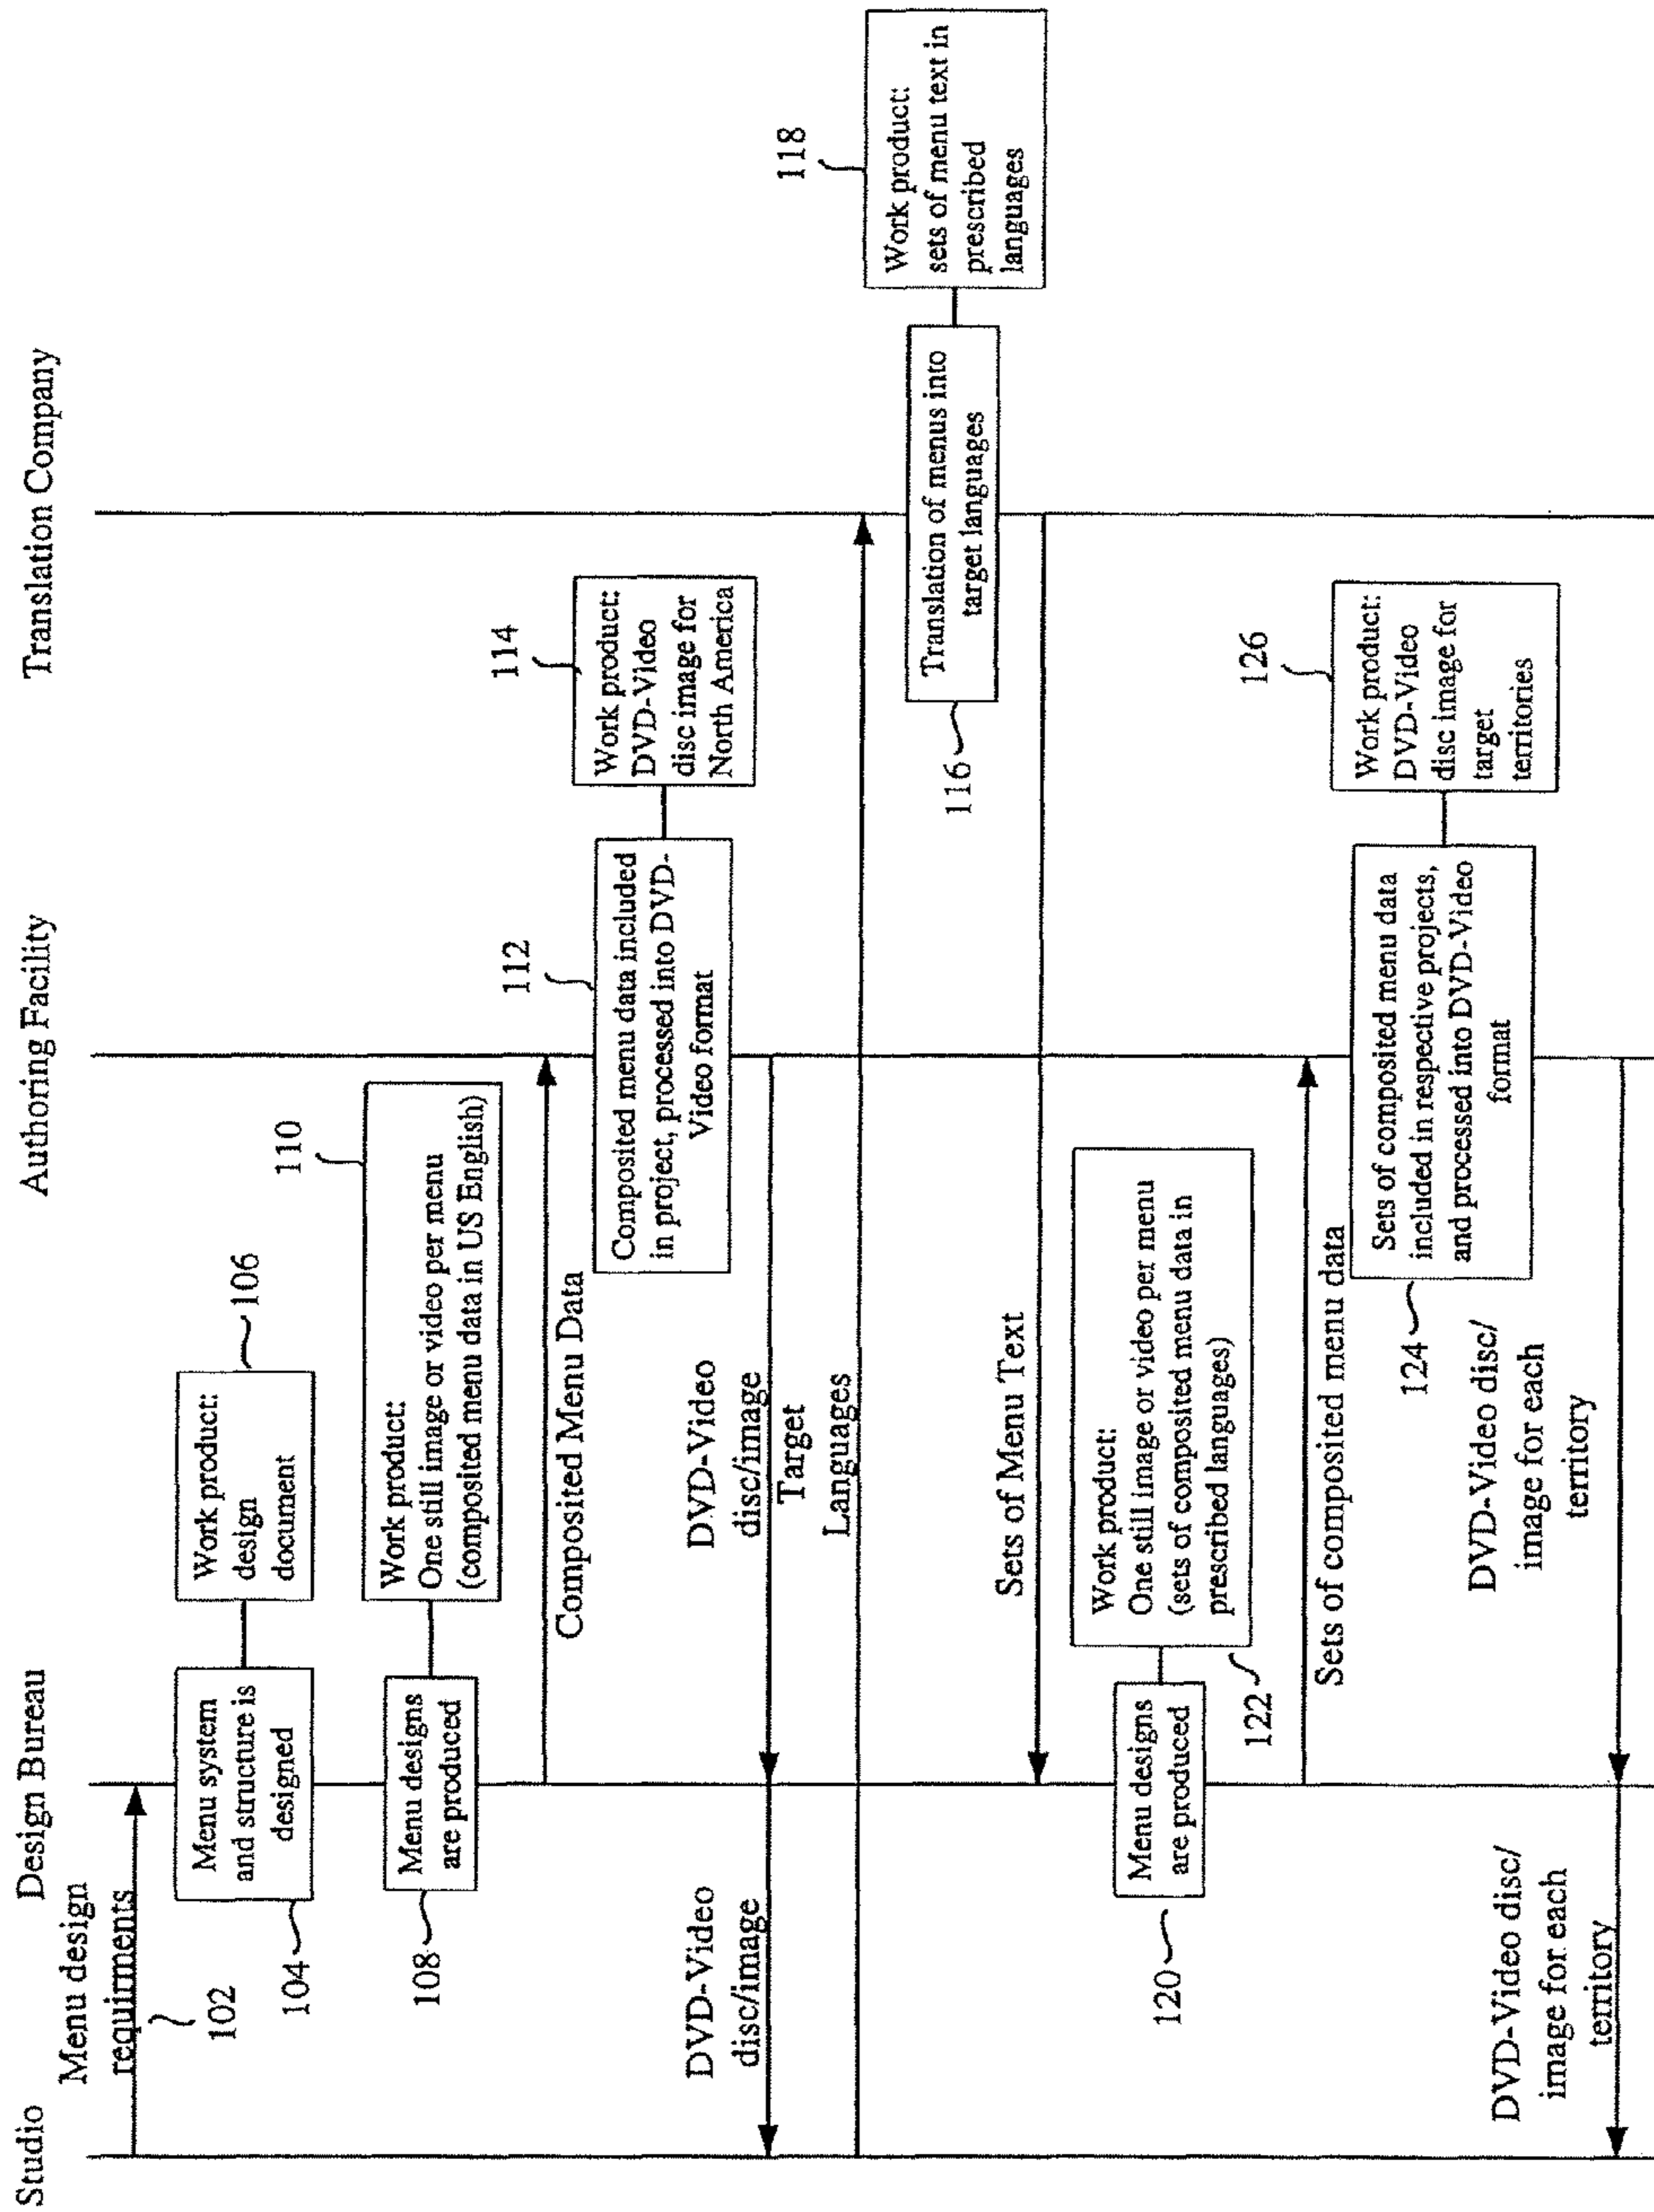 Studio
Design Bureau
Authoring Facility
Translation Company
Menu design
requirments
102
Menu system
and structure is
designed
104
Work product:
design
document
106
Menu designs
are produced
108
Work product:
One still image or video per menu
(composited menu data in US English)
110
Composited Menu Data
Composited menu data included
in project, processed into DVD-
Video format
112
Work product:
DVD-Video
disc image for
North America
114
DVD-Video
disc/image
DVD-Video
disc/image
Target
Languages
Translation of menus into
target languages
116
Work product:
sets of menu text in
prescribed
languages
118
Sets of Menu Text
Menu designs
are produced
120
Work product:
One still image or video per menu
(sets of composited menu data in
prescribed languages)
122
Sets of composited menu data
Sets of composited menu data
included in respective projects,
and processed into DVD-Video
format
124
Work product:
DVD-Video
disc image for
target
territories
126
DVD-Video disc/
image for each
territory
DVD-Video disc/
image for each
territory